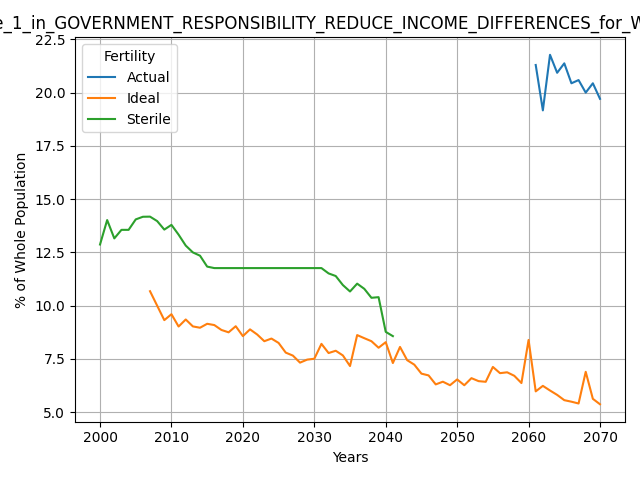 e_1_in_GOVERNMENT_RESPONSIBILITY_REDUCE_INCOME_DIFFERENCES_for_W
Fertility
Actual
Ideal
Sterile
% of Whole Population
22.5
20.0
17.5
15.0
12.5
10.0
7.5
5.0
2000 2010 2020 2030 2040 2050 2060 2070
Years